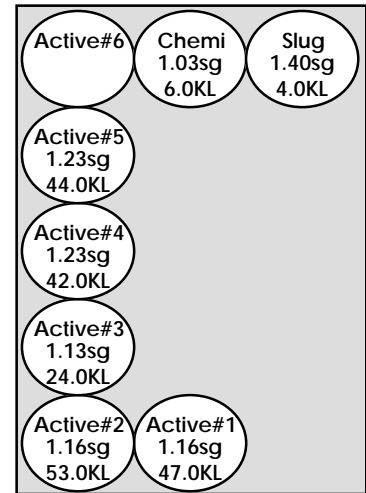 Active#6
Chemi
1.03sg
6.0KL
Slug
1.40sg
4.0KL
Active#5
1.23sg
44.0KL
Active#4
1.23sg
42.0KL
Active#3
1.13sg
24.0KL
Active#2
1.16sg
53.0KL
Active#1
1.16sg
47.0KL